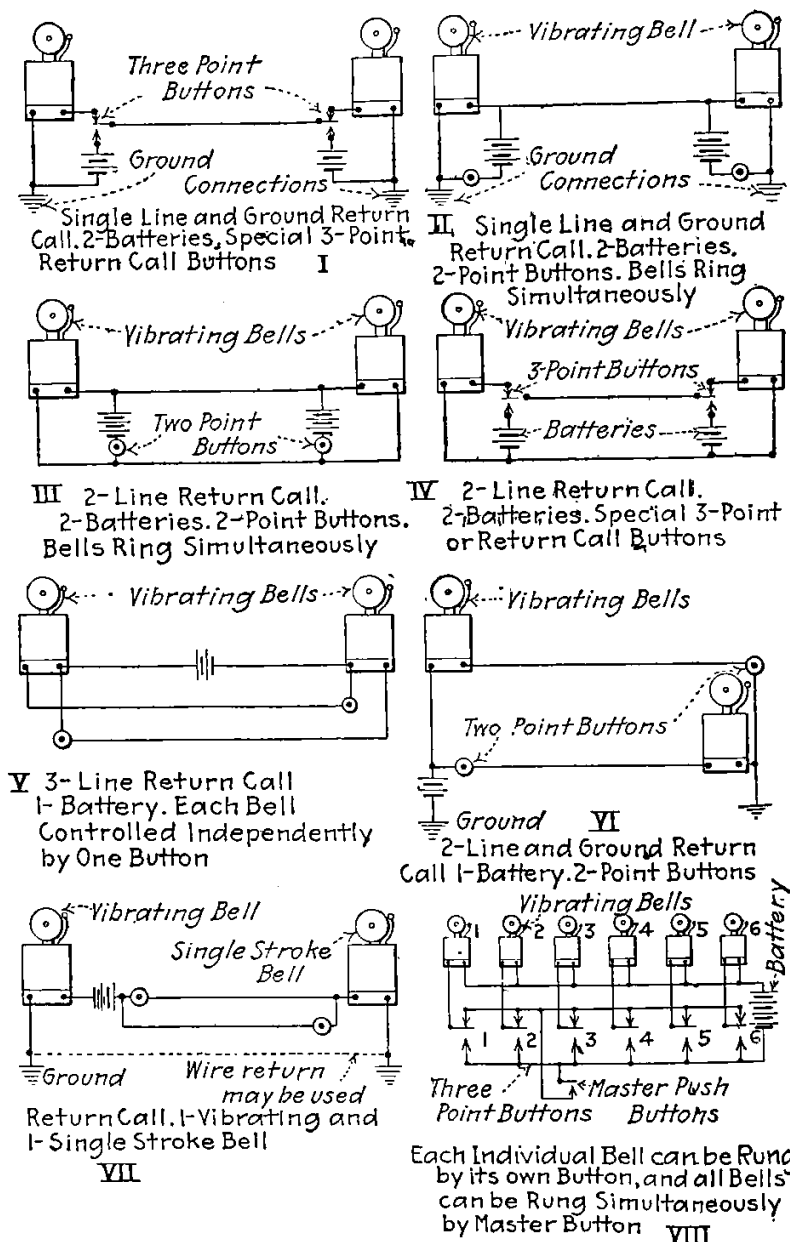 Three Point
Buttons
Ground
Connections
Single Line and Ground Return
Call. 2-Batteries, Special 3-Point
Return Call Buttons I
Vibrating Bell
Ground
Connections
II Single Line and Ground
Return Call. 2-Batteries.
2-Point Buttons. Bells Ring
Simultaneously
Vibrating Bells
Two Point
Buttons
III 2-Line Return Call.
2-Batteries. 2-Point Buttons.
Bells Ring Simultaneously
Vibrating Bells
3-Point Buttons
Batteries
IV 2-Line Return Call.
2-Batteries. Special 3-Point
or Return Call Buttons
Vibrating Bells
V 3-Line Return Call
1-Battery. Each Bell
Controlled Independently
by One Button
Vibrating Bells
Two Point Buttons
Ground VI
2-Line and Ground Return
Call 1-Battery. 2-Point Buttons
Vibrating Bell
Single Stroke
Bell
Ground
Wire return
may be used
Return Call. 1-Vibrating and
1-Single Stroke Bell
VII
Vibrating Bells
Battery
1 2 3 4 5 6
1 2 3 4 5 6
Three
Point Buttons
Master Push
Buttons
Each Individual Bell can be Rung
by its own Button, and all Bells
can be Rung Simultaneously
by Master Button VIII